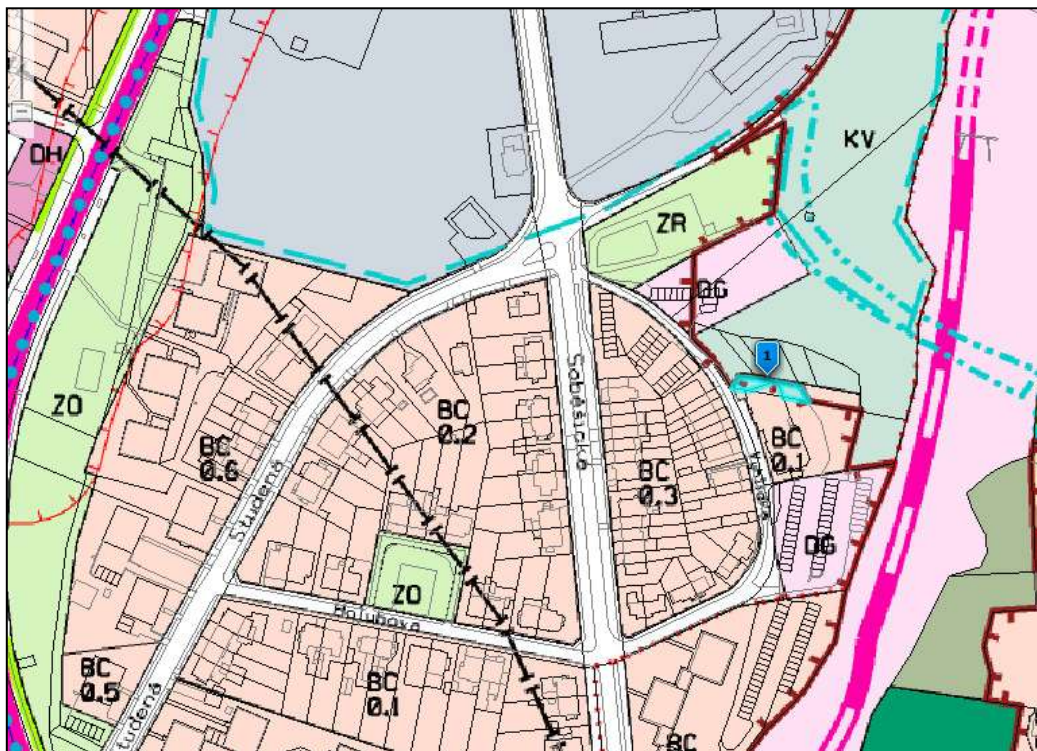 DH
KV
ZR
DG
1
ZO
BC
0.2
BC
0.6
Studená
Soběšická
BC
0.3
BC
0.1
DG
ZO
Holubova
BC
0.5
BC
0.1
Studená
BC